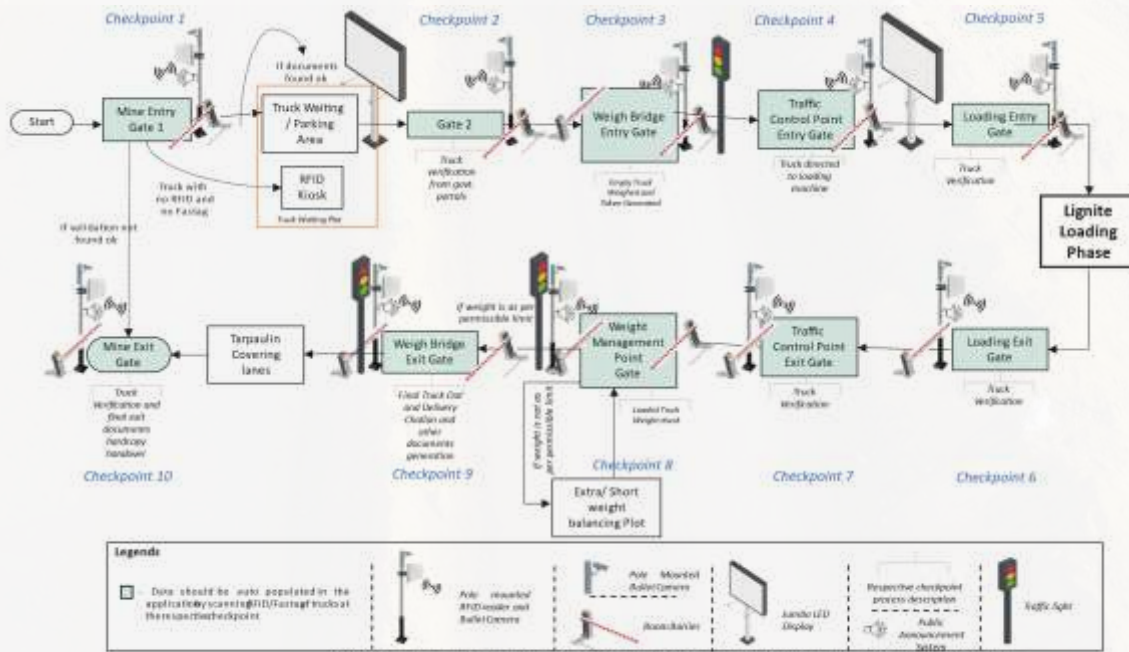 Checkpoint 1
Checkpoint 2
Checkpoint 3
Checkpoint 4
Checkpoint 5
If documents
found ok
Start
Mine Entry
Gate 1
Truck Waiting
/ Parking
Area
Gate 2
Weigh Bridge
Entry Gate
Traffic
Control Point
Entry Gate
Loading Entry
Gate
RFID
Kiosk
Truck Waiting Plot
Truck with
no RFID and
no Fastag
Truck
Verification
from govt.
portals
Empty Truck
Weighed and
Token Generated
Truck directed
to loading
machine
Truck
Verification
If validation not
found ok
Lignite
Loading
Phase
If weight is as per
permissible limit
Mine Exit
Gate
Tarpaulin
Covering
lanes
Weigh Bridge
Exit Gate
Weight
Management
Point
Gate
Traffic
Control Point
Exit Gate
Loading Exit
Gate
Truck
Verification and
final exit
documents
hardcopy
handover
Final Truck Out
and Delivery
Challan and
other
documents
generation
If weight is not as
per permissible limit
Loaded Truck
Truck
Verification
Truck
Verification
Checkpoint 10
Checkpoint 9
Checkpoint 8
Checkpoint 7
Checkpoint 6
Extra/ Short
weight
balancing Plot
Legends
Data should be auto populated in the
application by scanning RFID/Fastag of trucks at
the respective checkpoint
Pole mounted
RFID reader and
Bullet Camera
Pole Mounted
Bullet Camera
Boom barrier
Jumbo LED
Display
Respective checkpoint
process description
Public
Announcement
System
Traffic light